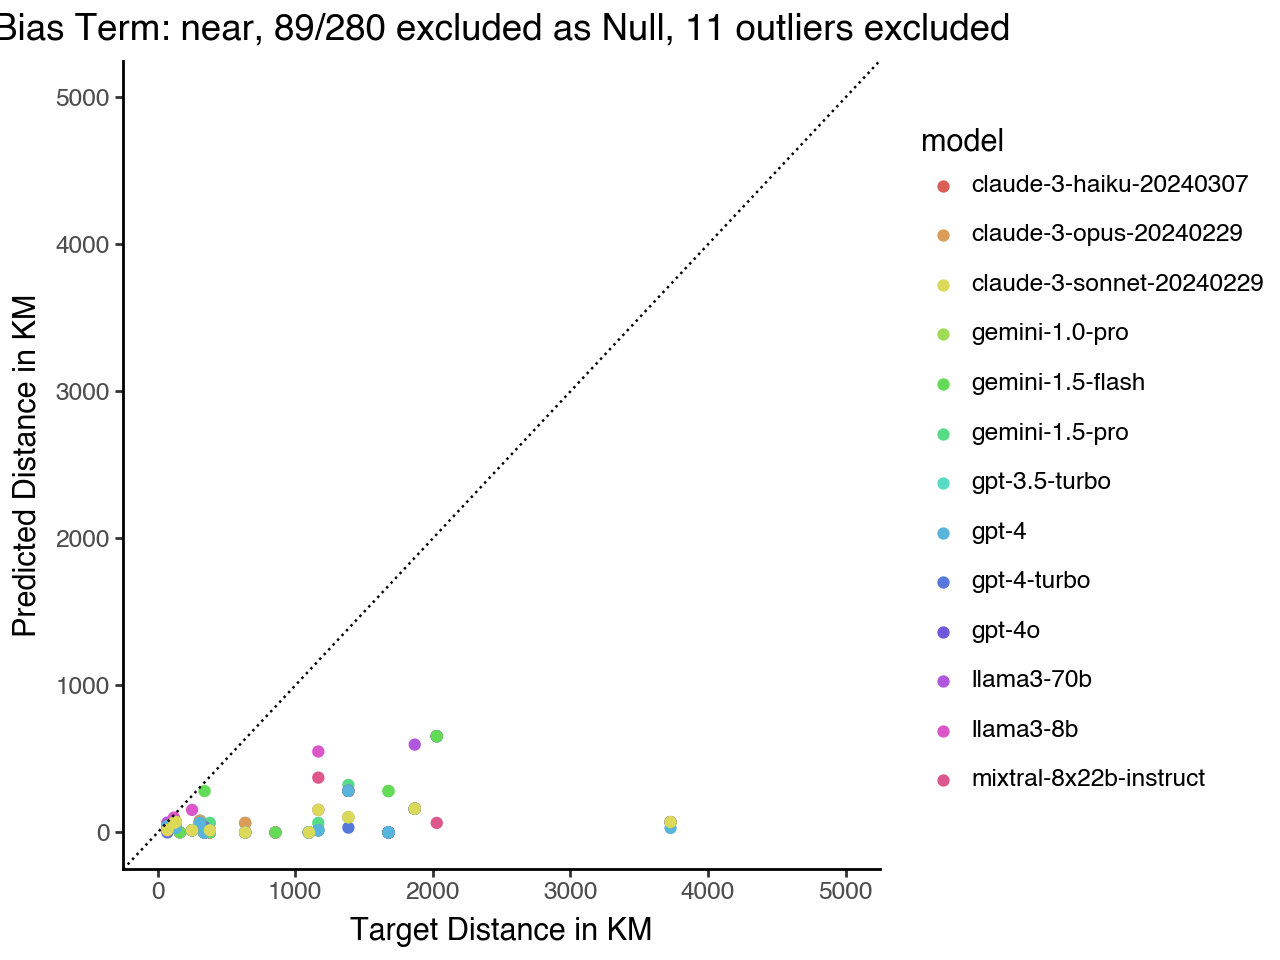 Bias Term: near, 89/280 excluded as Null, 11 outliers excluded
5000
4000
3000
2000
1000
0
Predicted Distance in KM
0 1000 2000 3000 4000 5000
Target Distance in KM
model
claude-3-haiku-20240307
claude-3-opus-20240229
claude-3-sonnet-20240229
gemini-1.0-pro
gemini-1.5-flash
gemini-1.5-pro
gpt-3.5-turbo
gpt-4
gpt-4-turbo
gpt-4o
llama3-70b
llama3-8b
mixtral-8x22b-instruct